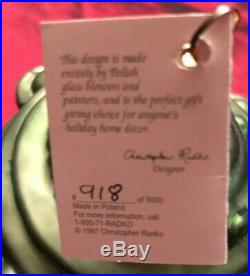 This design is made
entirely by Polish
glass blowers and
painters, and is the perfect gift
giving choice for anyone's
holiday home decor.
Christopher Radko
Designer
# 918 of 5000
Made in Poland
For more information, call
1-800-71-RADKO
© 1997 Christopher Radko